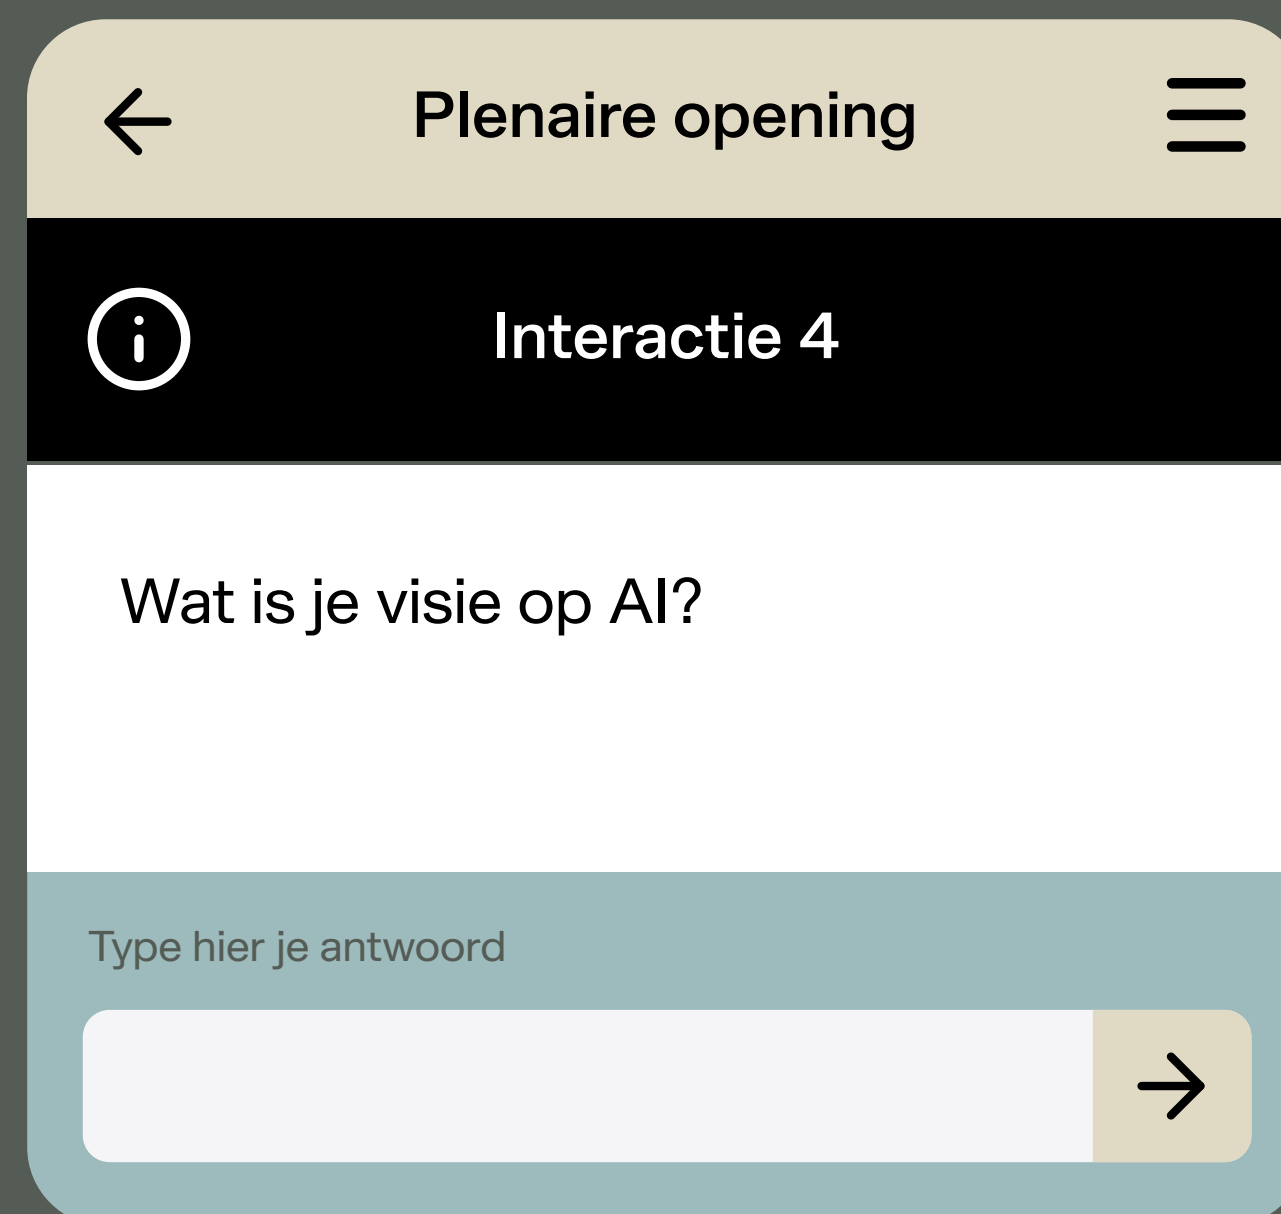 Plenaire opening
Interactie 4
Wat is je visie op AI?
Type hier je antwoord